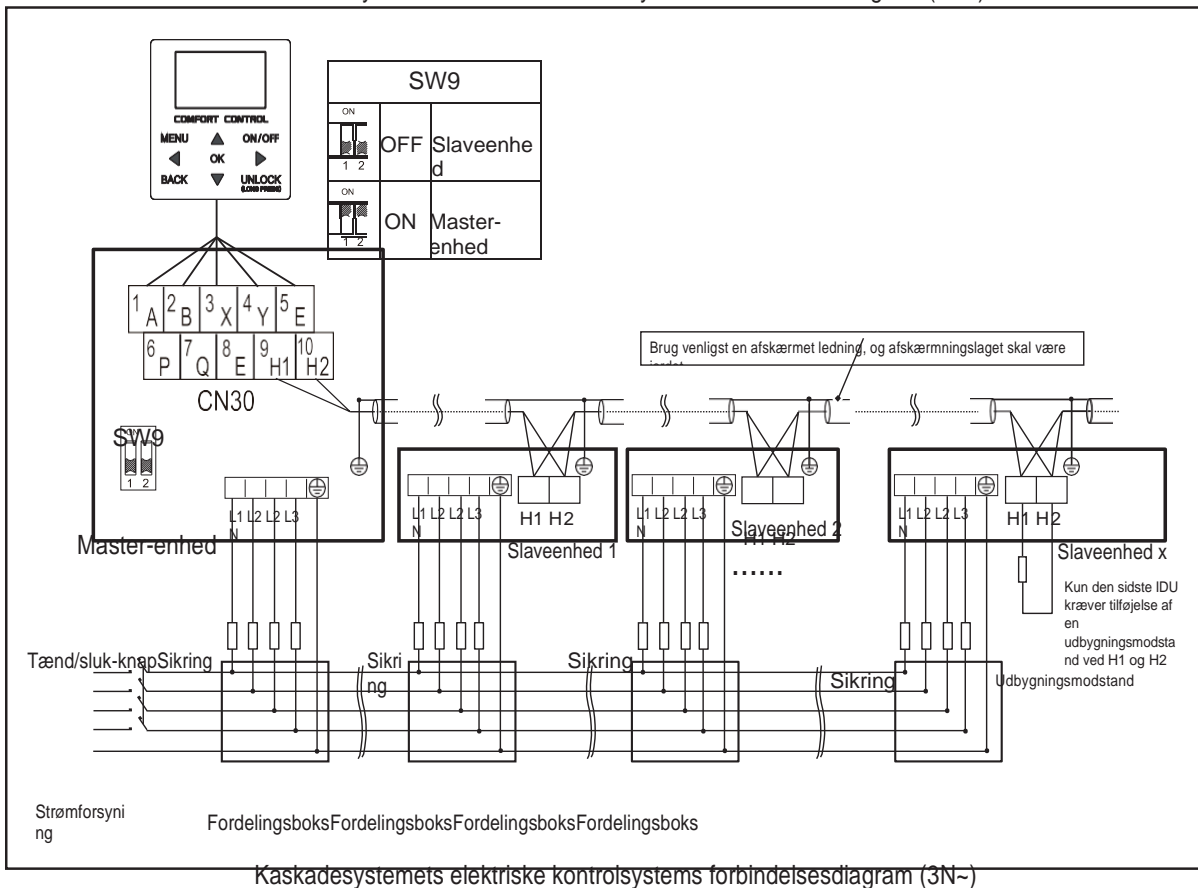 COMFORT CONTROL
MENU
ON/OFF
OK
BACK
UNLOCK
(LONG PRESS)
SW9
ON
1 2
OFF
Slaveenhe
d
ON
1 2
ON
Master-
enhed
1 A 2 B 3 X 4 Y 5 E
6 P 7 Q 8 E 9 H1 10 H2
CN30
Brug venligst en afskærmet ledning, og afskærmningslaget skal være
SW9
ON
1 2
L1 L2 L2 L3
N
Master-enhed
L1 L2 L2 L3
N
H1 H2
Slaveenhed 1
L1 L2 L2 L3
N
H1 H2
Slaveenhed 2
......
L1 L2 L2 L3
N
H1 H2
Slaveenhed x
Kun den sidste IDU
kræver tilføjelse af
en
udbygningsmodsta
nd ved H1 og H2
Udbygningsmodstand
Tænd/sluk-knap
Sikring
Sikri
ng
Sikring
Sikring
Strømforsyni
ng
Fordelingsboks
Fordelingsboks
Fordelingsboks
Fordelingsboks
Kaskadesystemets elektriske kontrolsystems forbindelsesdiagram (3N~)